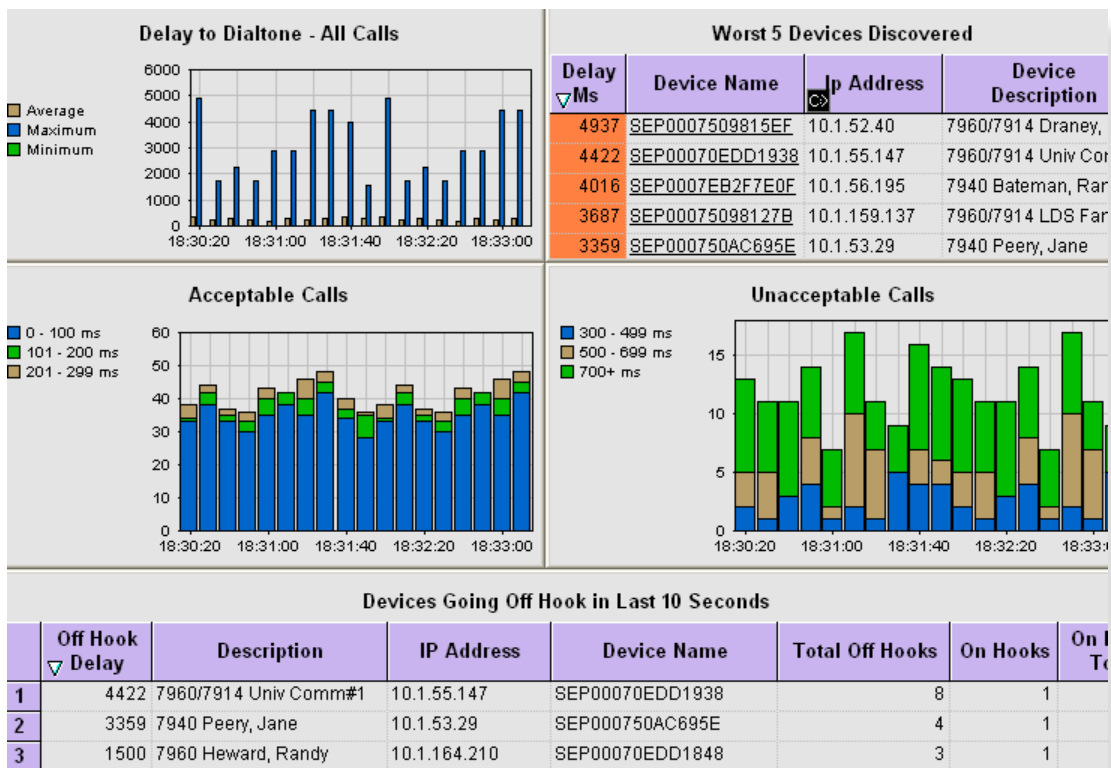 Delay to Dialtone - All Calls
Average
Maximum
Minimum
6000
5000
4000
3000
2000
1000
0
18:30:20 18:31:00 18:31:40 18:32:20 18:33:00
Worst 5 Devices Discovered
Delay Ms Device Name Ip Address Device Description
4937 SEP0007509815EF 10.1.52.40 7960/7914 Draney,
4422 SEP00070EDD1938 10.1.55.147 7960/7914 Univ Cor
4016 SEP0007EB2F7E0F 10.1.56.195 7940 Bateman, Rar
3687 SEP00075098127B 10.1.159.137 7960/7914 LDS Far
3359 SEP000750AC695E 10.1.53.29 7940 Peery, Jane
Acceptable Calls
0 - 100 ms
101 - 200 ms
201 - 299 ms
60
50
40
30
20
10
0
18:30:20 18:31:00 18:31:40 18:32:20 18:33:00
Unacceptable Calls
300 - 499 ms
500 - 699 ms
700+ ms
15
10
5
0
18:30:20 18:31:00 18:31:40 18:32:20 18:33:
Devices Going Off Hook in Last 10 Seconds
Off Hook Delay Description IP Address Device Name Total Off Hooks On Hooks On
1 4422 7960/7914 Univ Comm#1 10.1.55.147 SEP00070EDD1938 8 1
2 3359 7940 Peery, Jane 10.1.53.29 SEP000750AC695E 4 1
3 1500 7960 Heward, Randy 10.1.164.210 SEP00070EDD1848 3 1